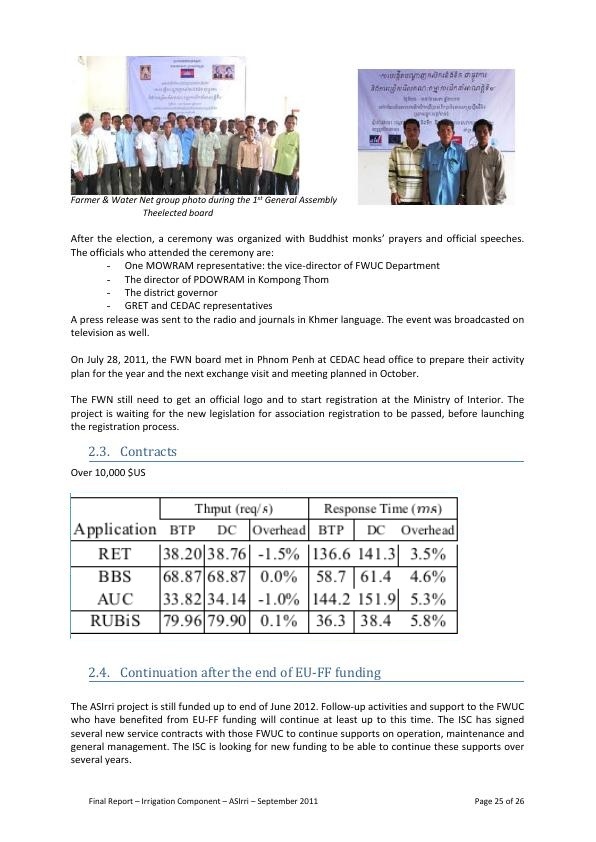 Farmer & Water Net group photo during the 1st General Assembly
Theelected board
After the election, a ceremony was organized with Buddhist monks’ prayers and official speeches.
The officials who attended the ceremony are:
- One MOWRAM representative: the vice-director of FWUC Department
- The director of PDOWRAM in Kompong Thom
- The district governor
- GRET and CEDAC representatives
A press release was sent to the radio and journals in Khmer language. The event was broadcasted on
television as well.
On July 28, 2011, the FWN board met in Phnom Penh at CEDAC head office to prepare their activity
plan for the year and the next exchange visit and meeting planned in October.
The FWN still need to get an official logo and to start registration at the Ministry of Interior. The
project is waiting for the new legislation for association registration to be passed, before launching
the registration process.
2.3. Contracts
Over 10,000 $US
Thrput (req/s) Response Time (ms)
Application BTP DC Overhead BTP DC Overhead
RET 38.20 38.76 -1.5% 136.6 141.3 3.5%
BBS 68.87 68.87 0.0% 58.7 61.4 4.6%
AUC 33.82 34.14 -1.0% 144.2 151.9 5.3%
RUBiS 79.96 79.90 0.1% 36.3 38.4 5.8%
2.4. Continuation after the end of EU-FF funding
The ASIrri project is still funded up to end of June 2012. Follow-up activities and support to the FWUC
who have benefited from EU-FF funding will continue at least up to this time. The ISC has signed
several new service contracts with those FWUC to continue supports on operation, maintenance and
general management. The ISC is looking for new funding to be able to continue these supports over
several years.
Final Report – Irrigation Component – ASIrri – September 2011 Page 25 of 26